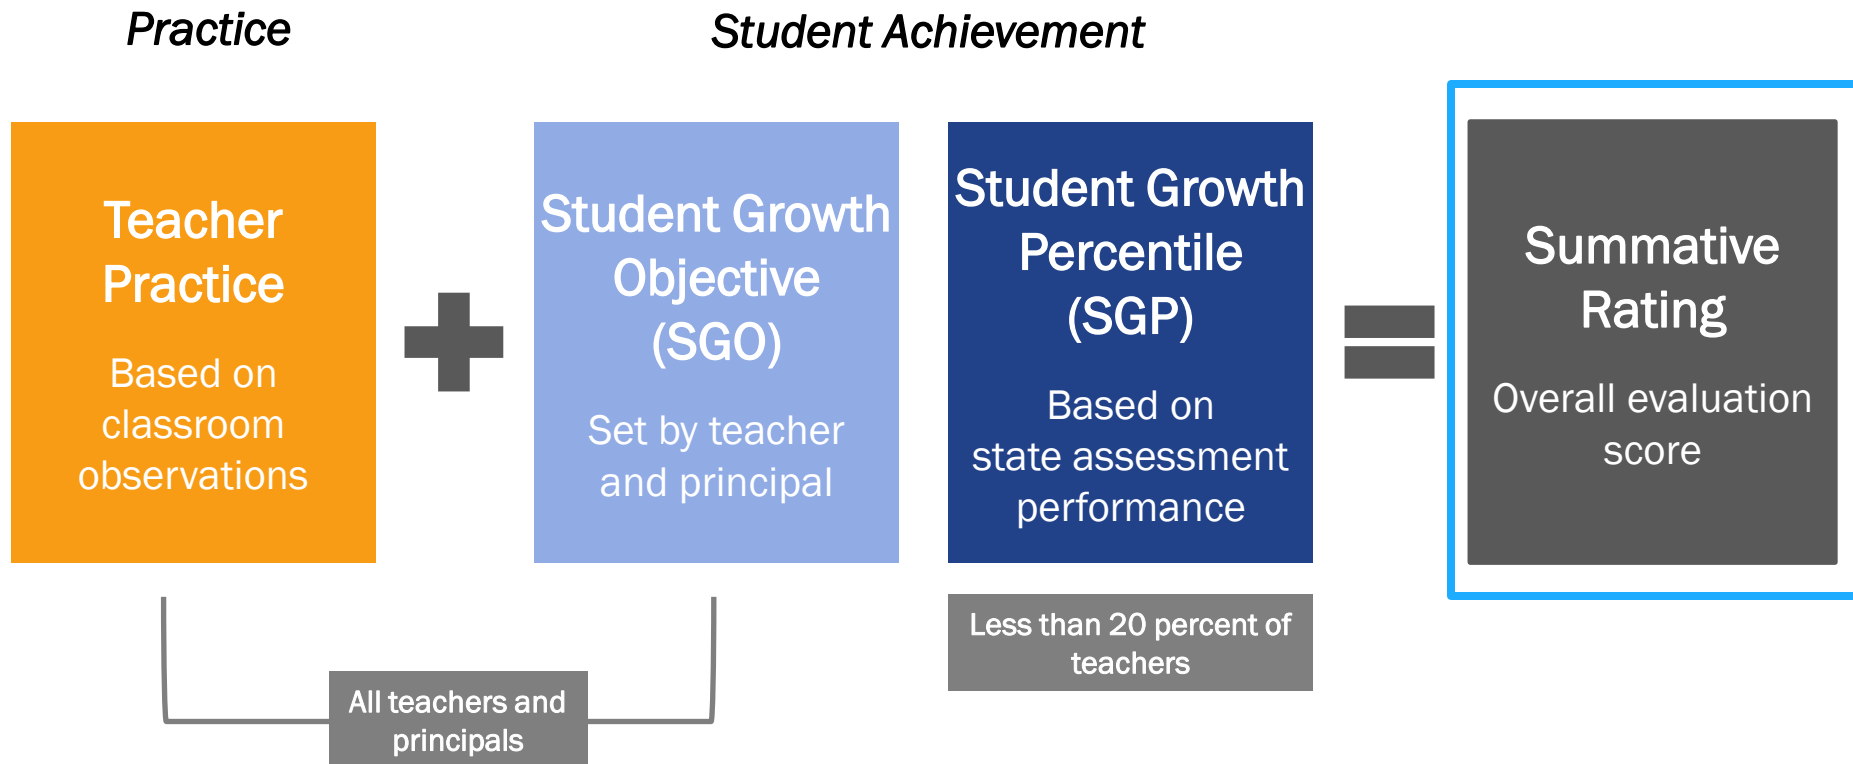 Practice
Student Achievement
Teacher
Practice
Based on
classroom
observations
Student Growth
Objective
(SGO)
Set by teacher
and principal
Student Growth
Percentile
(SGP)
Based on
state assessment
performance
Summative
Rating
Overall evaluation
score
Less than 20 percent of
teachers
All teachers and
principals